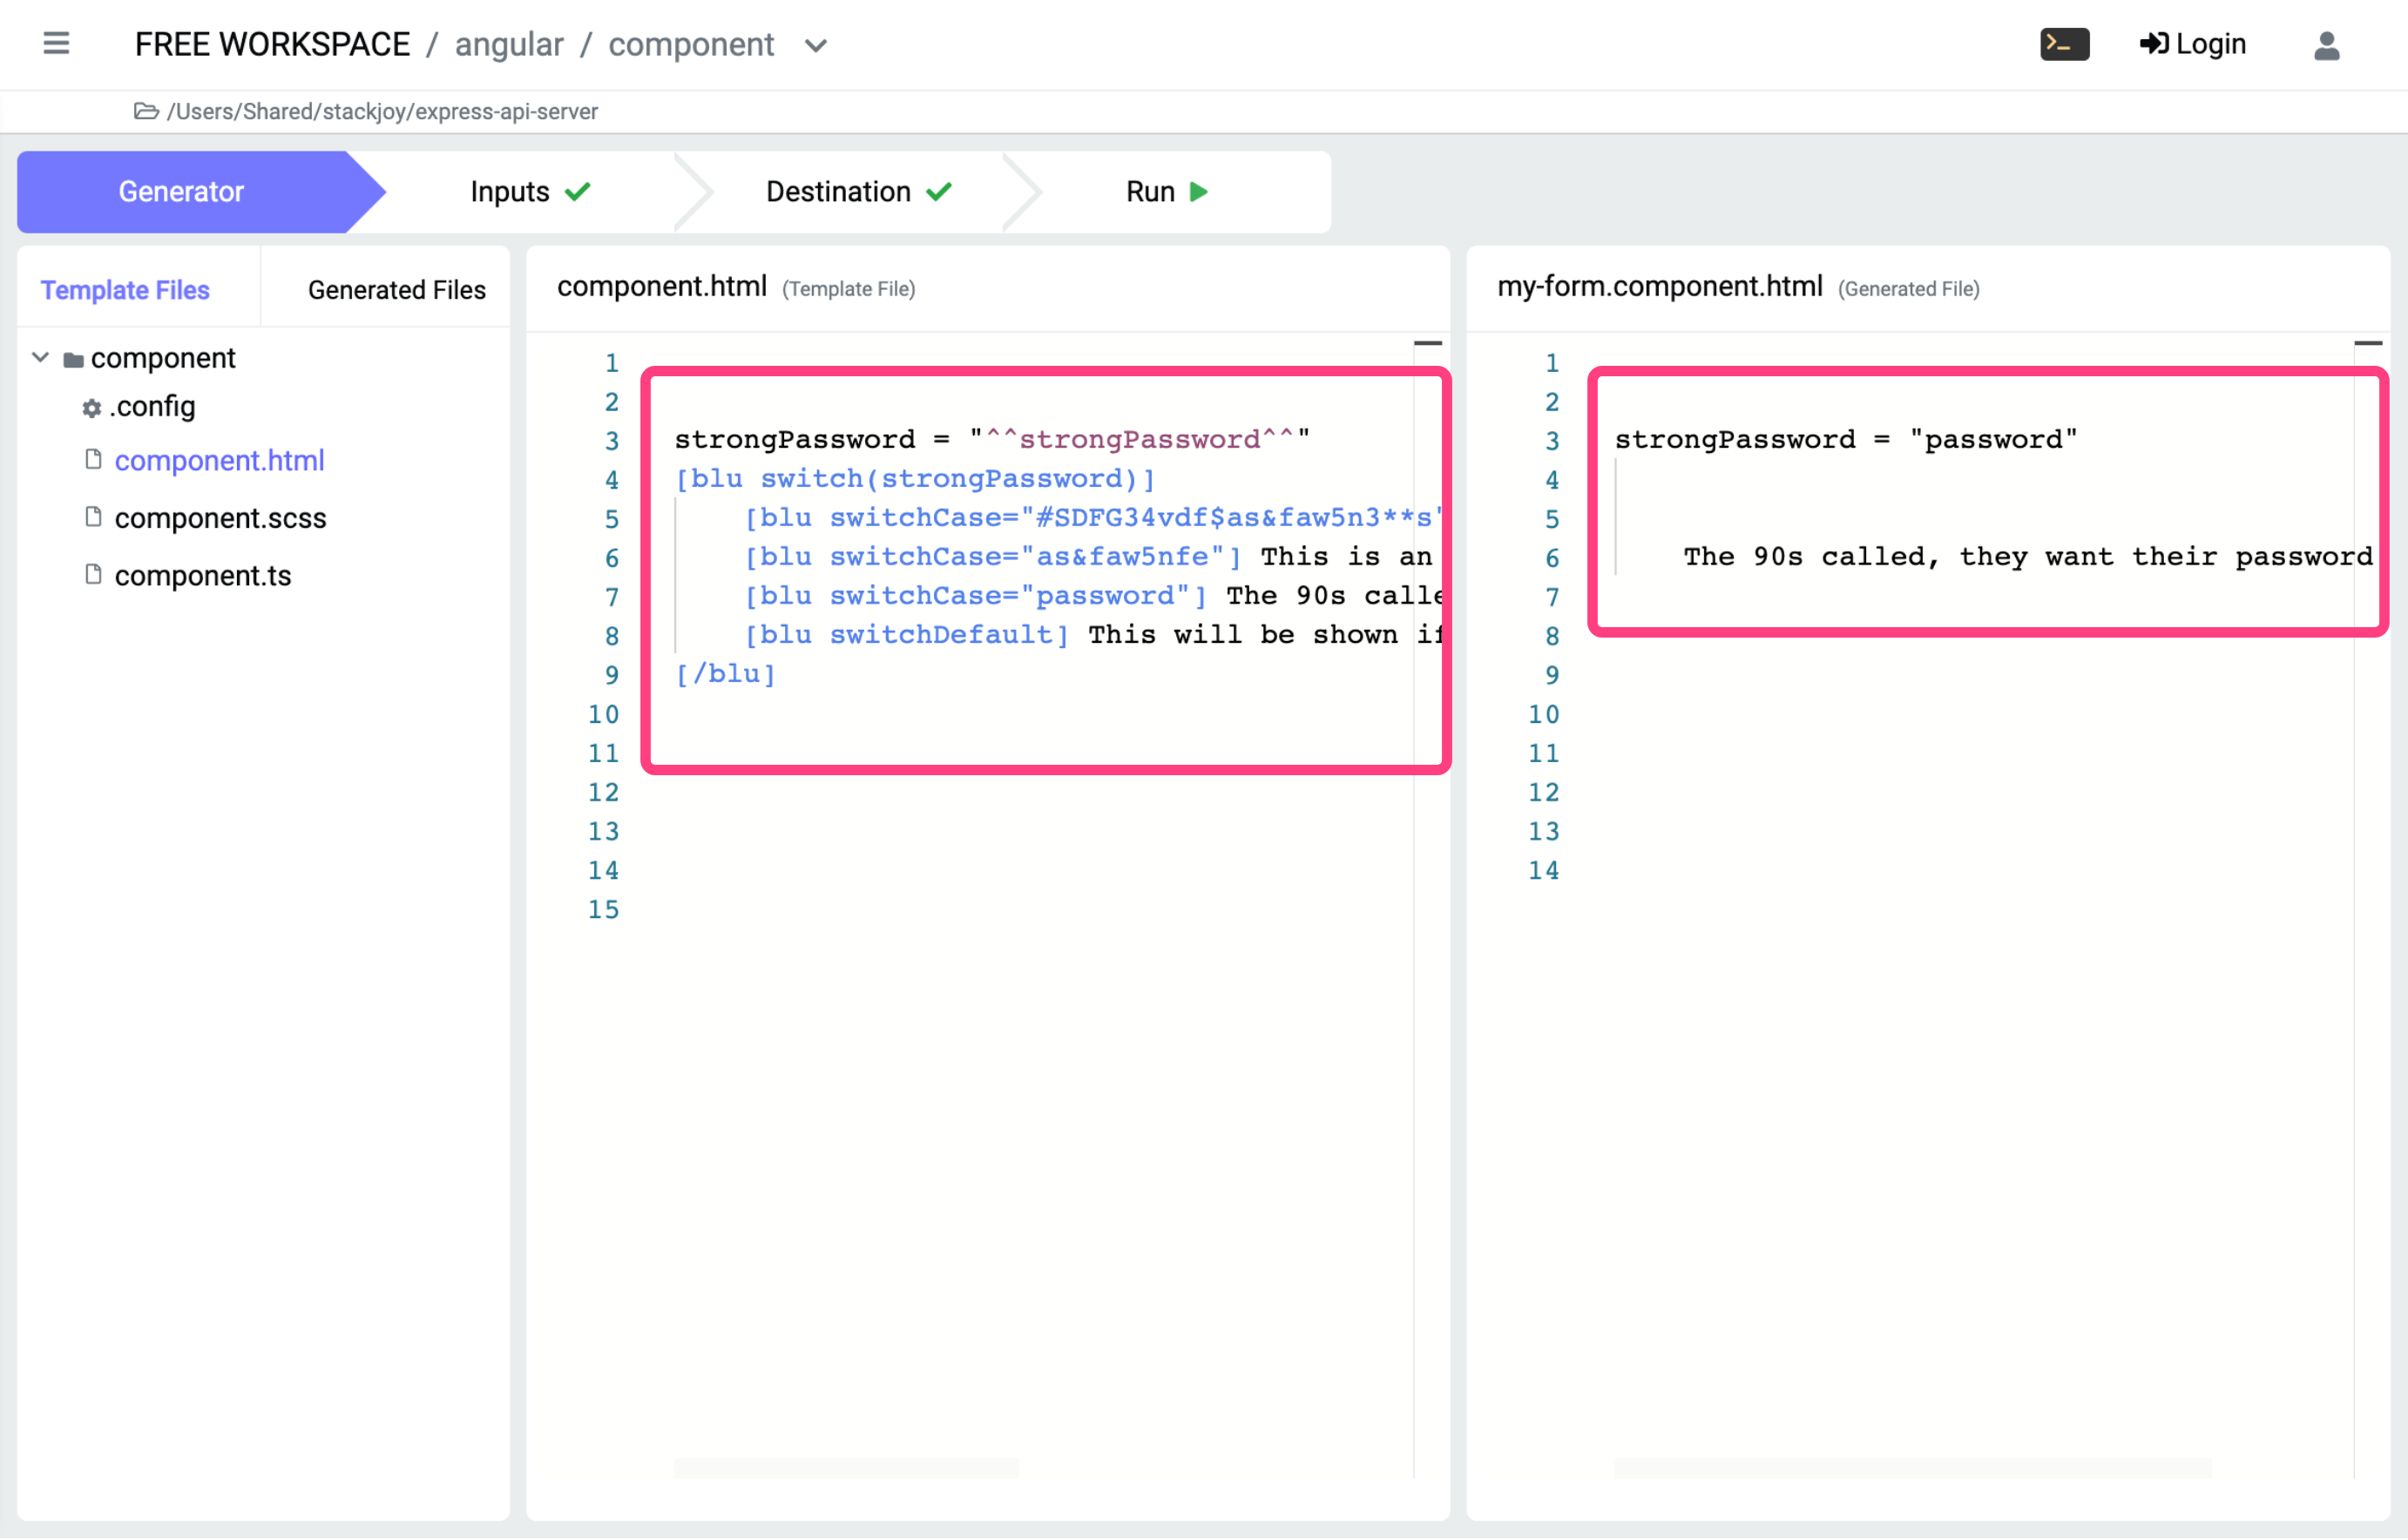 FREE WORKSPACE / angular / component
Login
/Users/Shared/stackjoy/express-api-server
Generator
Inputs
Destination
Run
Template Files
Generated Files
component
.config
component.html
component.scss
component.ts
component.html (Template File)
1
2
3 strongPassword = "^^strongPassword^^"
4 [blu switch(strongPassword)]
5 [blu switchCase="#SDFG34vdf$as&faw5n3**s"
6 [blu switchCase="as&faw5nfe"] This is an
7 [blu switchCase="password"] The 90s calle
8 [blu switchDefault] This will be shown if
9 [/blu]
10
11
12
13
14
15
my-form.component.html (Generated File)
1
2
3 strongPassword = "password"
4
5
6 The 90s called, they want their password
7
8
9
10
11
12
13
14